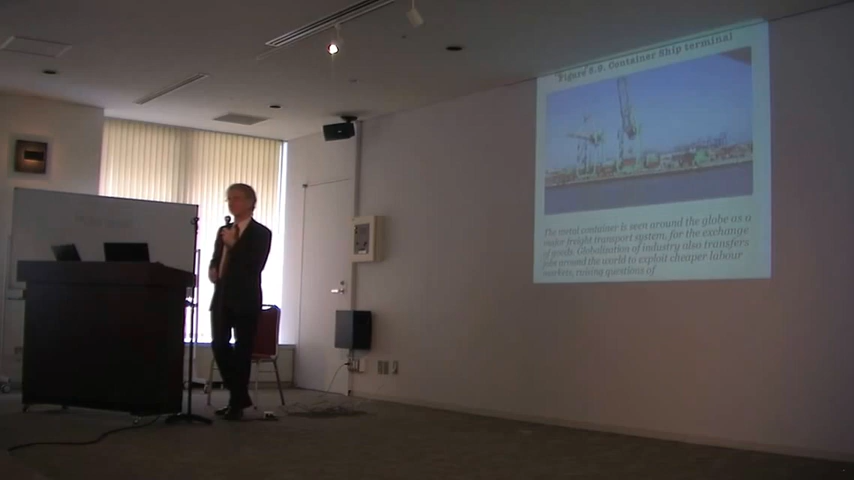 Figure 8.9. Container Ship terminal
The metal container is seen around the globe as a
major freight transport system, for the exchange
of goods. Globalisation of industry also transfers
jobs around the world to exploit cheaper labour
markets, raising questions of